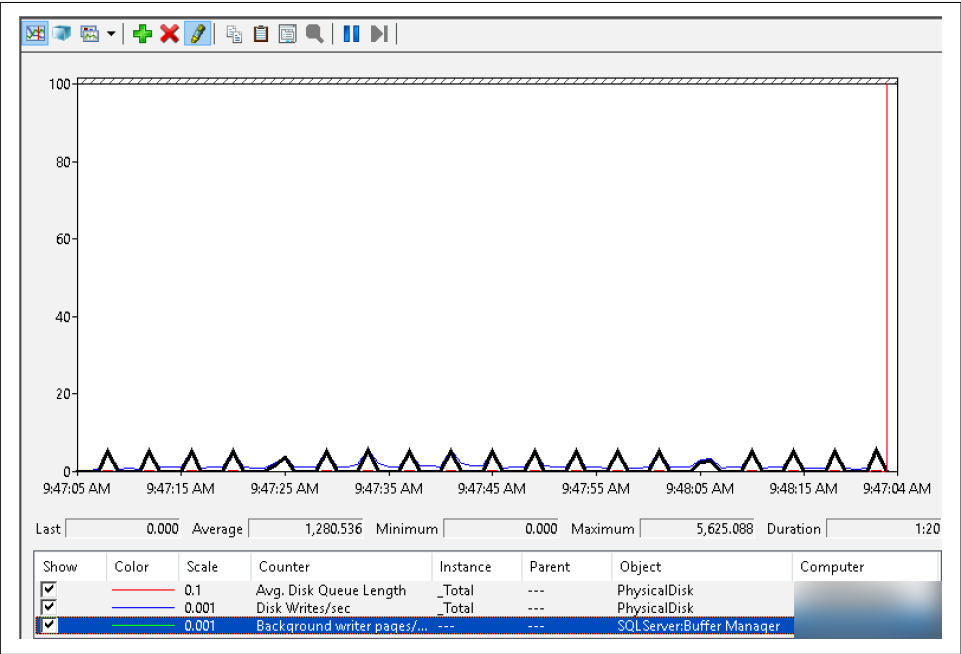 100
80
60
40
20
0
9:47:05 AM 9:47:15 AM 9:47:25 AM 9:47:35 AM 9:47:45 AM 9:47:55 AM 9:48:05 AM 9:48:15 AM 9:47:04 AM
Last 0.000 Average 1,280.536 Minimum 0.000 Maximum 5,625.088 Duration 1:20
Show Color Scale Counter Instance Parent Object Computer
0.1 Avg. Disk Queue Length _Total --- PhysicalDisk
0.001 Disk Writes/sec _Total --- PhysicalDisk
0.001 Background writer pages/... --- --- SQLServer:Buffer Manager